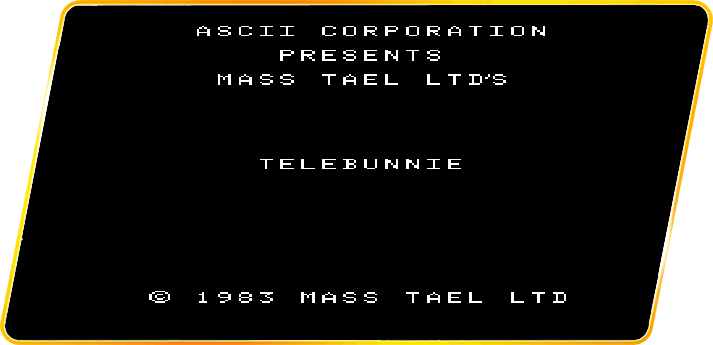 ASCII CORPORATION
PRESENTS
MASS TAEL LTD'S
TELEBUNNIE
© 1983 MASS TAEL LTD